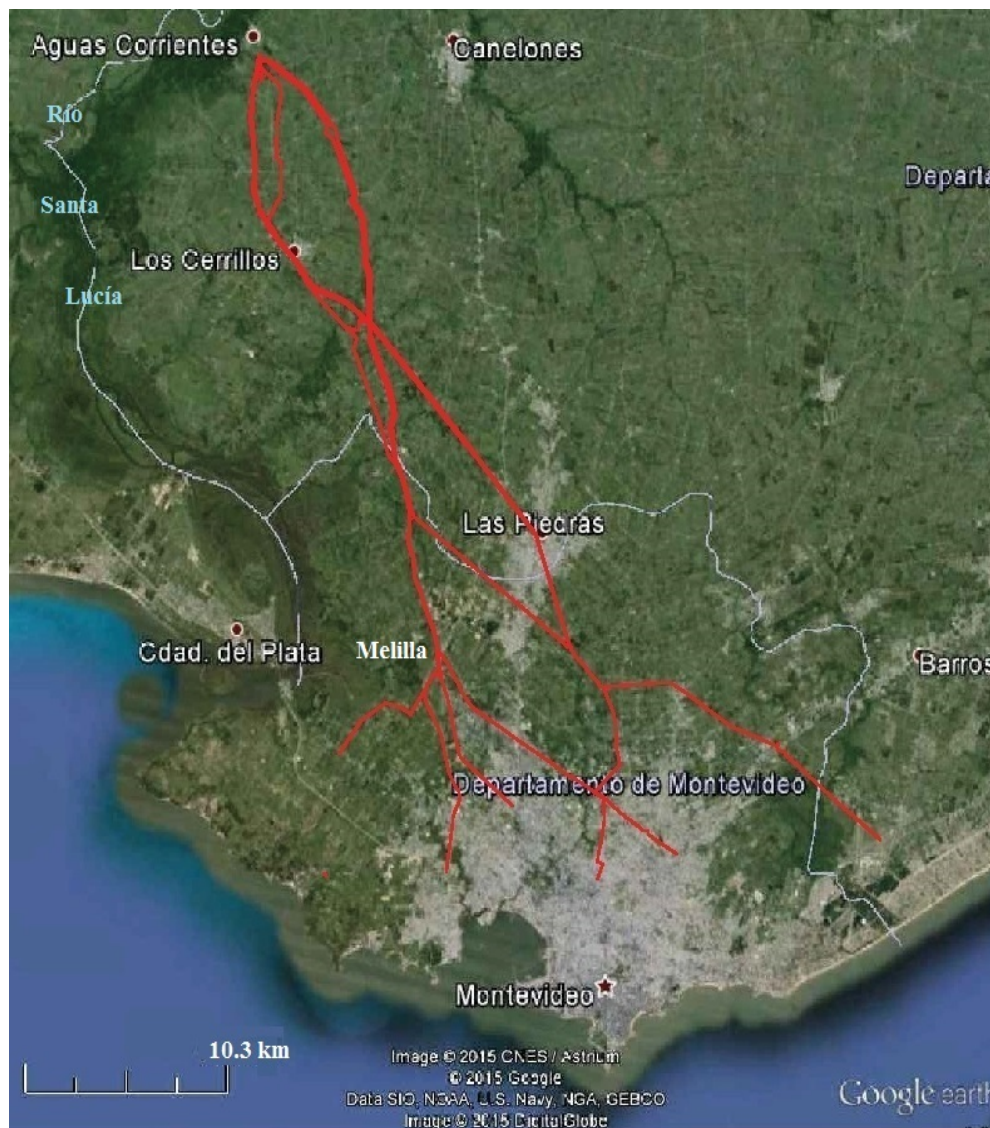 Aguas Corrientes
Canelones
Río
Santa
Lucía
Los Cerrillos
Las Piedras
Cdad. del Plata
Melilla
Departamento de Montevideo
Montevideo
10.3 km
Image © 2015 CNES / Astrium
© 2015 Google
Data SIO, NOAA, U.S. Navy, NGA, GEBCO
Image © 2015 DigitalGlobe
Google earth
Departa
Barros